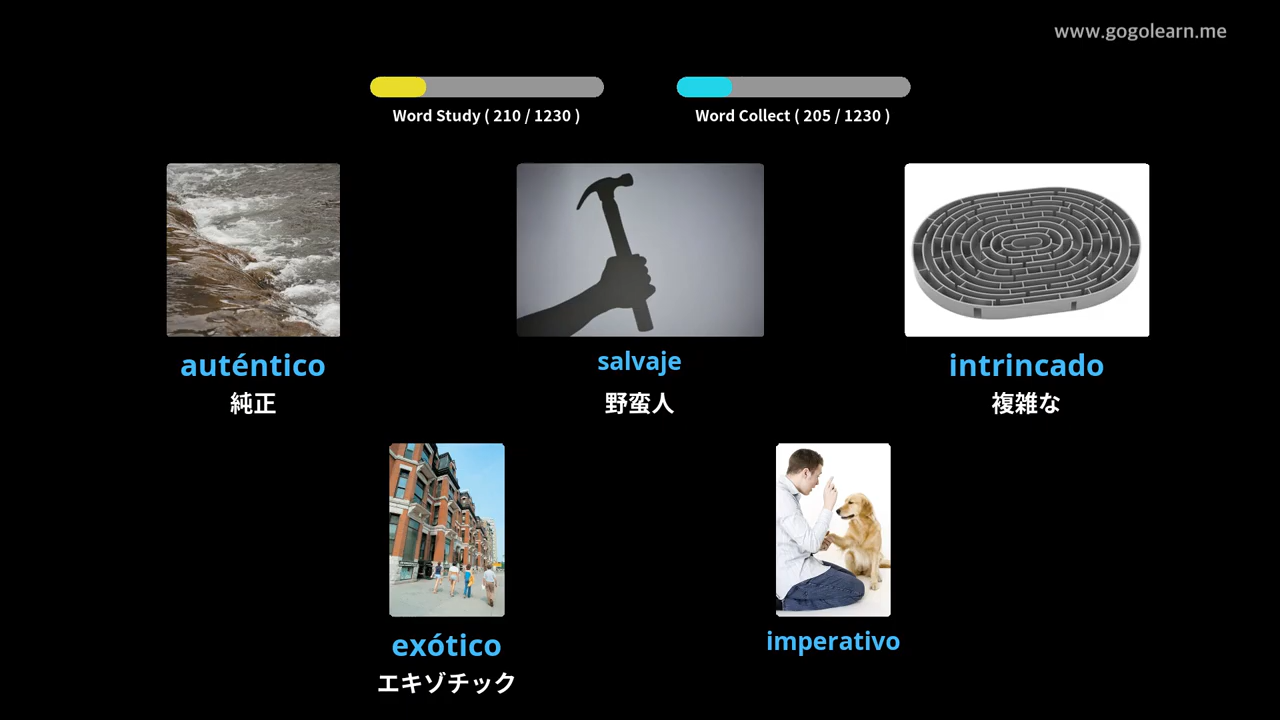 www.gogolearn.me
Word Study ( 210 / 1230 )
Word Collect ( 205 / 1230 )
auténtico
純正
salvaje
野蛮人
intrincado
複雑な
exótico
エキゾチック
imperativo